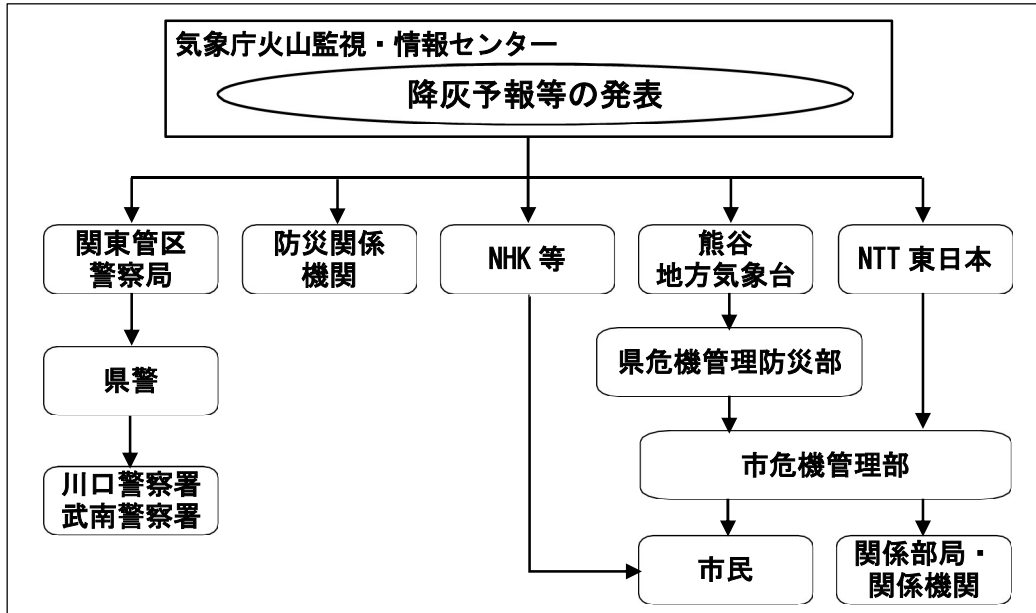 気象庁火山監視・情報センター
降灰予報等の発表
関東管区
警察局
防災関係
機関
NHK 等
熊谷
地方気象台
NTT 東日本
県警
県危機管理防災部
川口警察署
武南警察署
市危機管理部
市民
関係部局・
関係機関